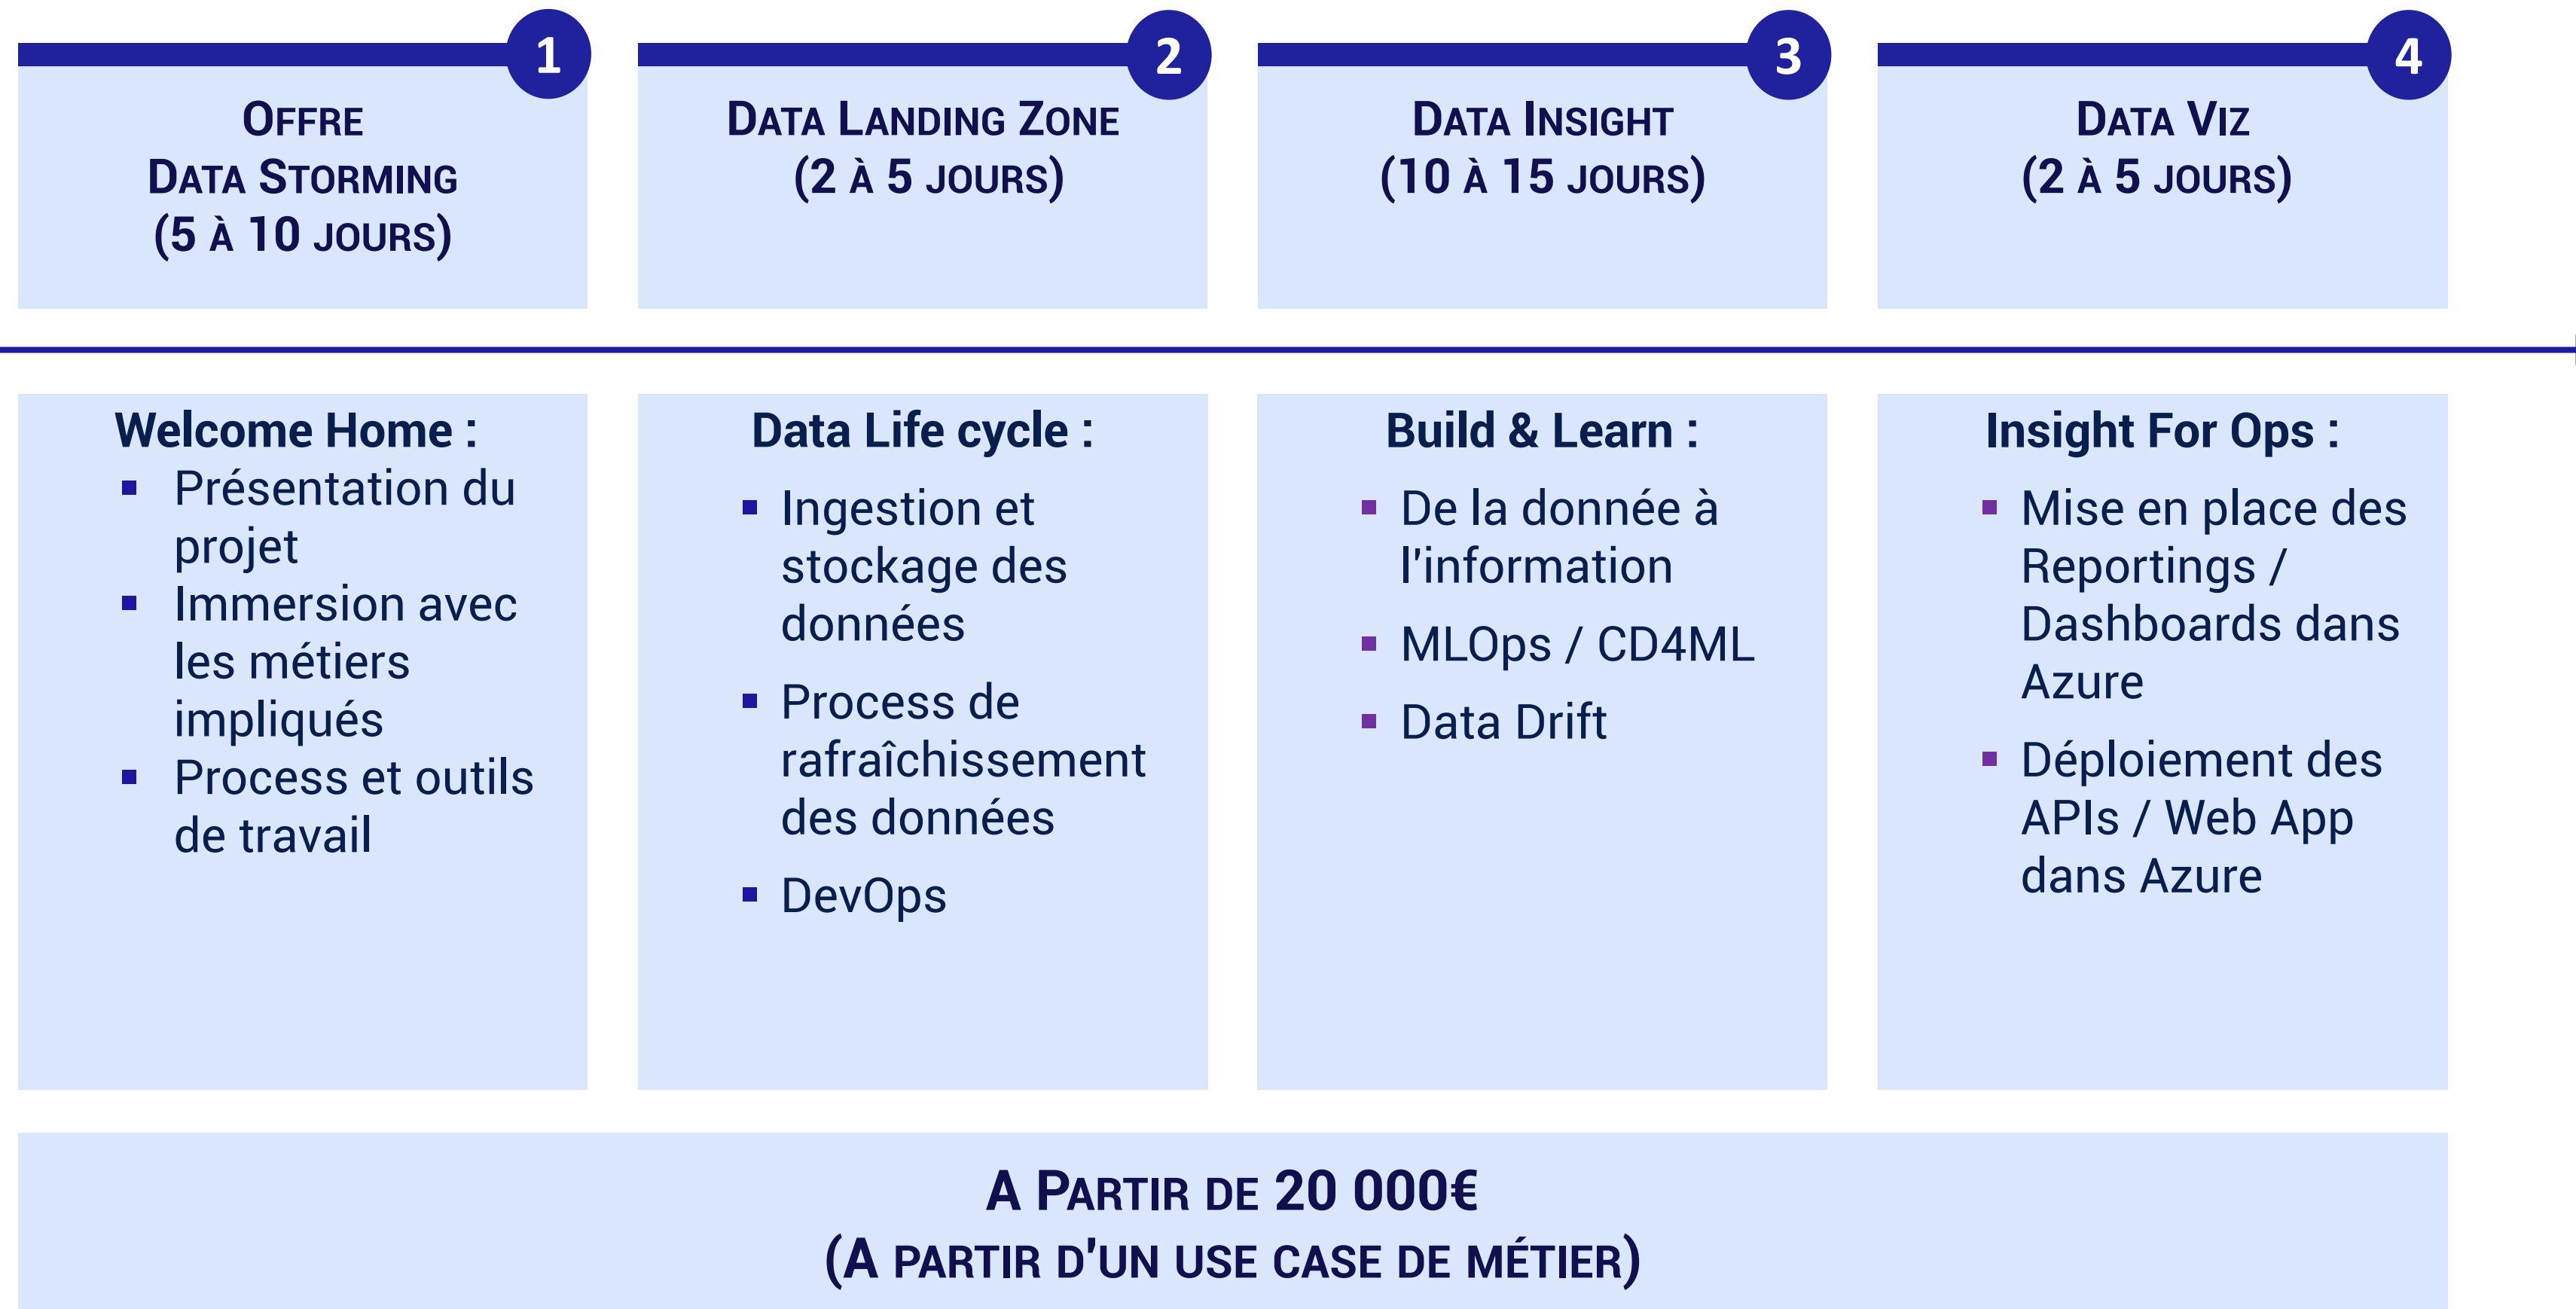 1
OFFRE
DATA STORMING
(5 À 10 JOURS)
2
DATA LANDING ZONE
(2 À 5 JOURS)
3
DATA INSIGHT
(10 À 15 JOURS)
4
DATA VIZ
(2 À 5 JOURS)
Welcome Home :
▪ Présentation du
projet
▪ Immersion avec
les métiers
impliqués
▪ Process et outils
de travail
Data Life cycle :
▪ Ingestion et
stockage des
données
▪ Process de
rafraîchissement
des données
▪ DevOps
Build & Learn :
▪ De la donnée à
l'information
▪ MLOps / CD4ML
▪ Data Drift
Insight For Ops :
▪ Mise en place des
Reportings /
Dashboards dans
Azure
▪ Déploiement des
APIs / Web App
dans Azure
A PARTIR DE 20 000€
(A PARTIR D'UN USE CASE DE MÉTIER)